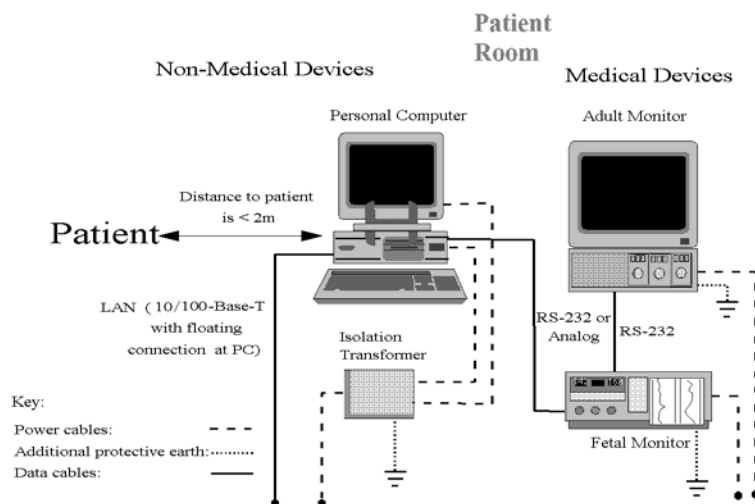 Patient
Room
Non-Medical Devices
Medical Devices
Personal Computer
Adult Monitor
Distance to patient
is < 2m
Patient
LAN ( 10/100-Base-T
with floating
connection at PC)
Isolation
Transformer
RS-232 or
Analog
RS-232
Fetal Monitor
Key:
Power cables:
Additional protective earth:
Data cables: